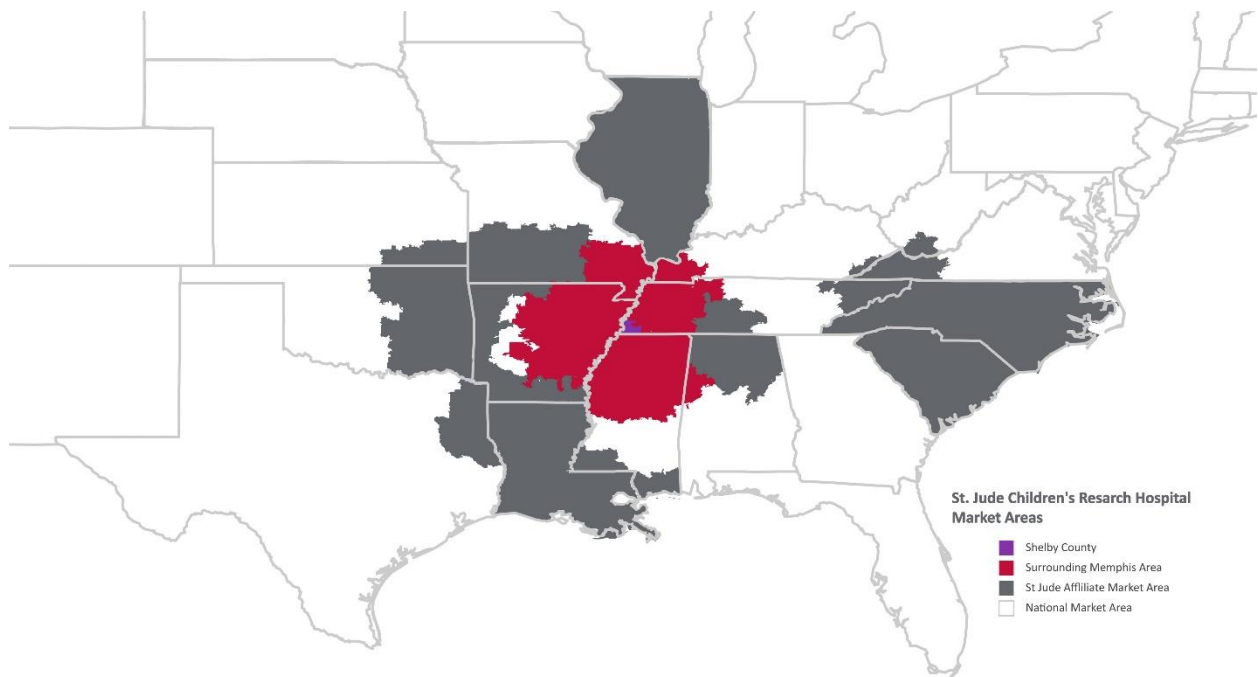 St. Jude Children's Resarch Hospital
Market Areas
Shelby County
Surrounding Memphis Area
St Jude Affliliate Market Area
National Market Area